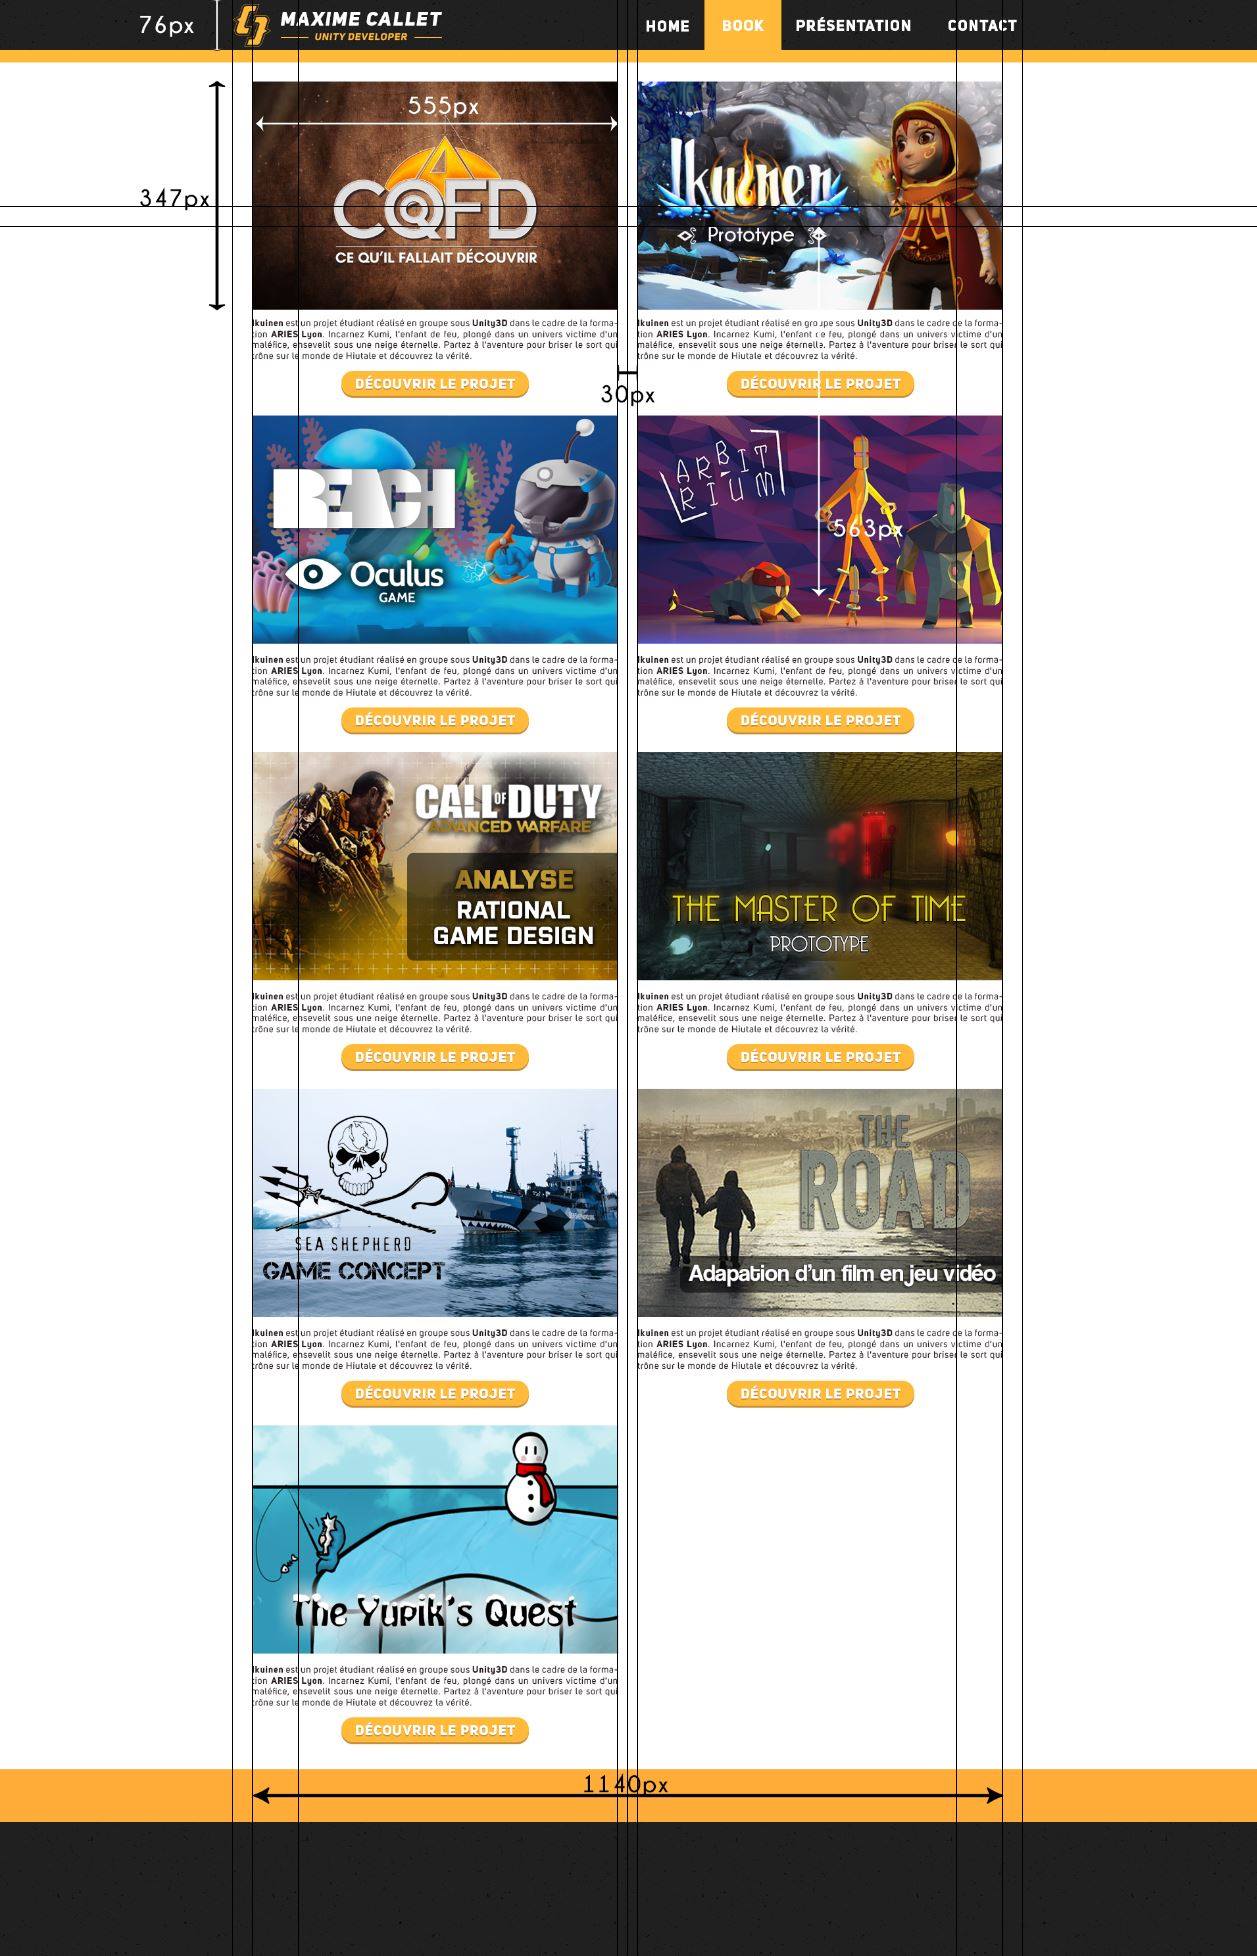 76px
MAXIME CALLET
UNITY DEVELOPER
HOME
BOOK
PRÉSENTATION
CONTACT
555px
347px
CQFD
CE QU'IL FALLAIT DÉCOUVRIR
Ikuinen
Prototype
Ikuinen est un projet étudiant réalisé en groupe sous Unity3D dans le cadre de la forma-
tion ARIES Lyon. Incarnez Kumi, l'enfant de feu, plongé dans un univers victime d'un
maléfice, ensevelit sous une neige éternelle. Partez à l'aventure pour briser le sort qui
trône sur le monde de Hiutale et découvrez la vérité.
DÉCOUVRIR LE PROJET
Ikuinen est un projet étudiant réalisé en groupe sous Unity3D dans le cadre de la forma-
tion ARIES Lyon. Incarnez Kumi, l'enfant de feu, plongé dans un univers victime d'un
maléfice, ensevelit sous une neige éternelle. Partez à l'aventure pour briser le sort qui
trône sur le monde de Hiutale et découvrez la vérité.
DÉCOUVRIR LE PROJET
30px
BEACH
Oculus
GAME
ARBIT
RIUM
563px
Ikuinen est un projet étudiant réalisé en groupe sous Unity3D dans le cadre de la forma-
tion ARIES Lyon. Incarnez Kumi, l'enfant de feu, plongé dans un univers victime d'un
maléfice, ensevelit sous une neige éternelle. Partez à l'aventure pour briser le sort qui
trône sur le monde de Hiutale et découvrez la vérité.
DÉCOUVRIR LE PROJET
Ikuinen est un projet étudiant réalisé en groupe sous Unity3D dans le cadre de la forma-
tion ARIES Lyon. Incarnez Kumi, l'enfant de feu, plongé dans un univers victime d'un
maléfice, ensevelit sous une neige éternelle. Partez à l'aventure pour briser le sort qui
trône sur le monde de Hiutale et découvrez la vérité.
DÉCOUVRIR LE PROJET
CALL OF DUTY
ADVANCED WARFARE
ANALYSE
RATIONAL
GAME DESIGN
THE MASTER OF TIME
PROTOTYPE
Ikuinen est un projet étudiant réalisé en groupe sous Unity3D dans le cadre de la forma-
tion ARIES Lyon. Incarnez Kumi, l'enfant de feu, plongé dans un univers victime d'un
maléfice, ensevelit sous une neige éternelle. Partez à l'aventure pour briser le sort qui
trône sur le monde de Hiutale et découvrez la vérité.
DÉCOUVRIR LE PROJET
Ikuinen est un projet étudiant réalisé en groupe sous Unity3D dans le cadre de la forma-
tion ARIES Lyon. Incarnez Kumi, l'enfant de feu, plongé dans un univers victime d'un
maléfice, ensevelit sous une neige éternelle. Partez à l'aventure pour briser le sort qui
trône sur le monde de Hiutale et découvrez la vérité.
DÉCOUVRIR LE PROJET
SEA SHEPHERD
GAME CONCEPT
THE
ROAD
Adapation d'un film en jeu vidéo
Ikuinen est un projet étudiant réalisé en groupe sous Unity3D dans le cadre de la forma-
tion ARIES Lyon. Incarnez Kumi, l'enfant de feu, plongé dans un univers victime d'un
maléfice, ensevelit sous une neige éternelle. Partez à l'aventure pour briser le sort qui
trône sur le monde de Hiutale et découvrez la vérité.
DÉCOUVRIR LE PROJET
Ikuinen est un projet étudiant réalisé en groupe sous Unity3D dans le cadre de la forma-
tion ARIES Lyon. Incarnez Kumi, l'enfant de feu, plongé dans un univers victime d'un
maléfice, ensevelit sous une neige éternelle. Partez à l'aventure pour briser le sort qui
trône sur le monde de Hiutale et découvrez la vérité.
DÉCOUVRIR LE PROJET
The Yupik's Quest
Ikuinen est un projet étudiant réalisé en groupe sous Unity3D dans le cadre de la forma-
tion ARIES Lyon. Incarnez Kumi, l'enfant de feu, plongé dans un univers victime d'un
maléfice, ensevelit sous une neige éternelle. Partez à l'aventure pour briser le sort qui
trône sur le monde de Hiutale et découvrez la vérité.
DÉCOUVRIR LE PROJET
1140px